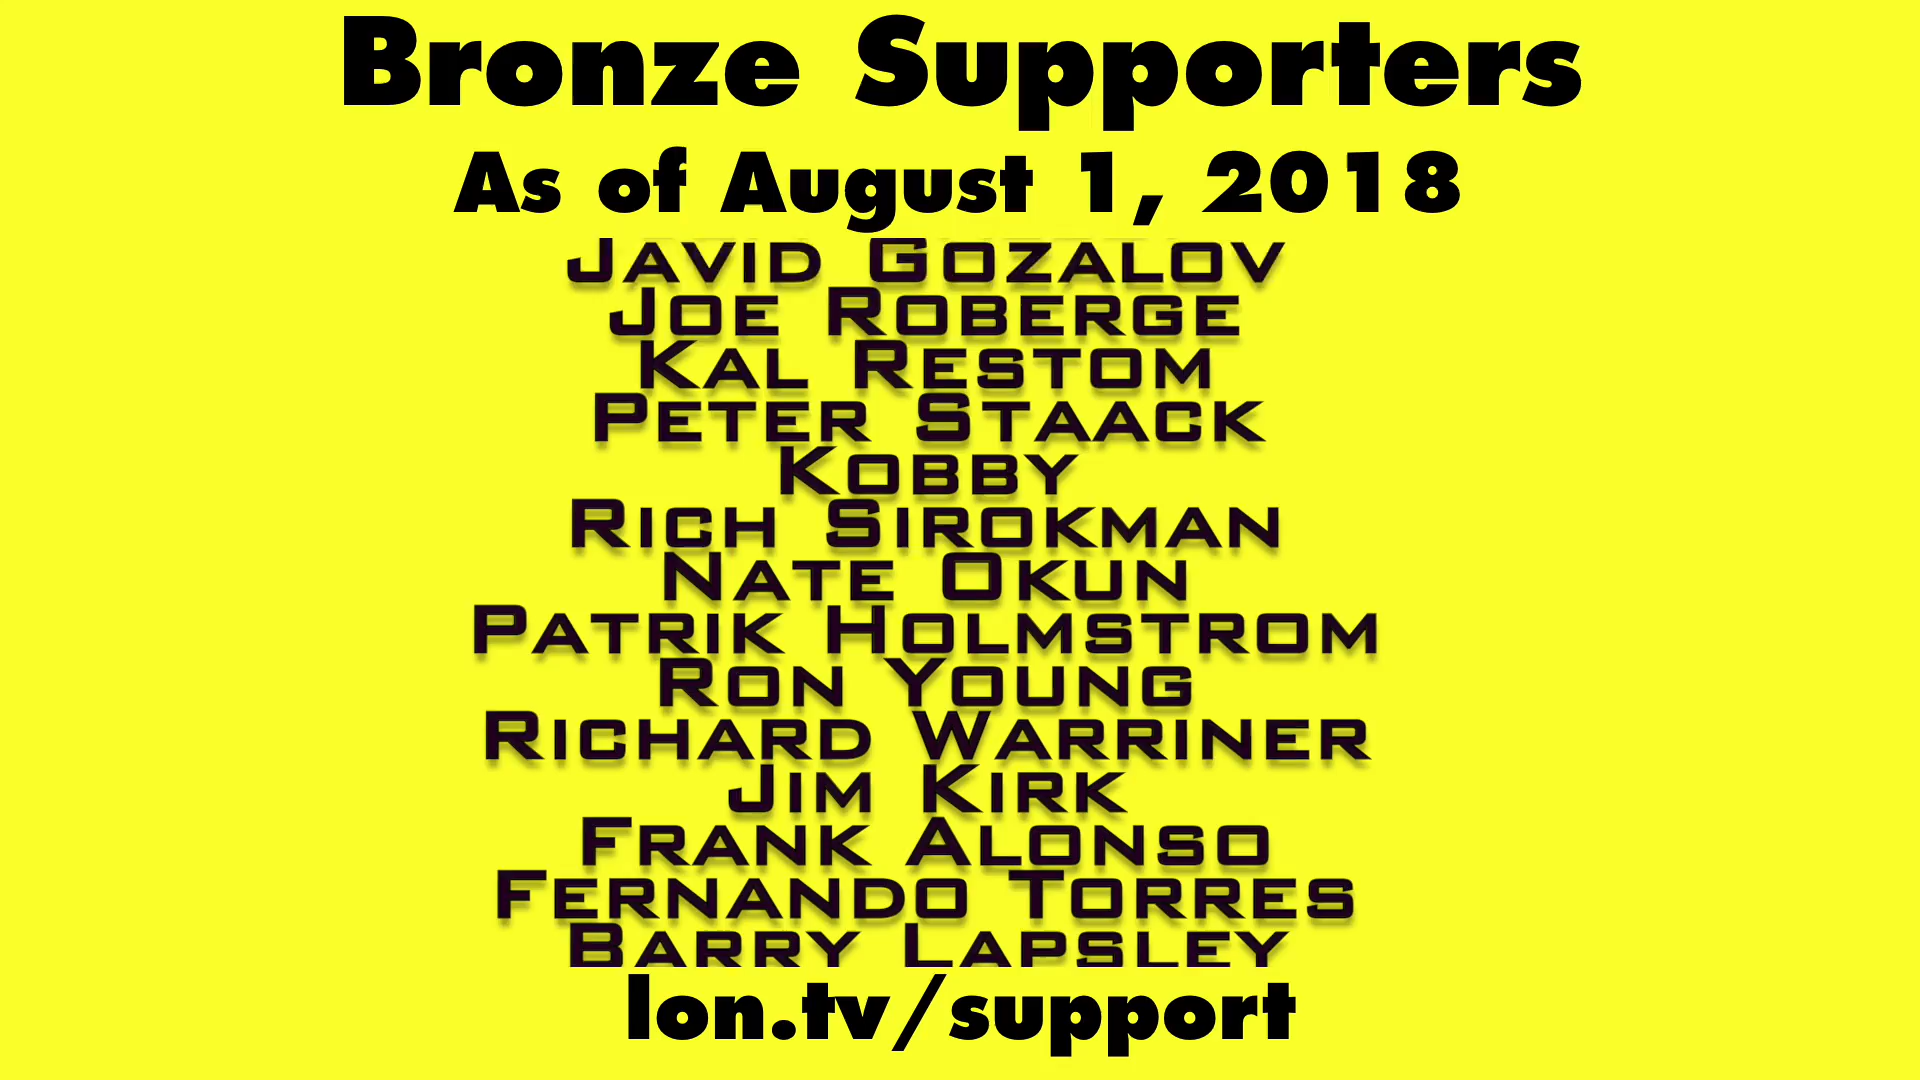 Bronze Supporters
As of August 1, 2018
Javid Gozalov
Joe Roberge
Kal Restom
Peter Staack
Kobby
Rich Sirokman
Nate Okun
Patrik Holmstrom
Ron Young
Richard Warriner
Jim Kirk
Frank Alonso
Fernando Torres
Barry Lapsley
lon.tv/support